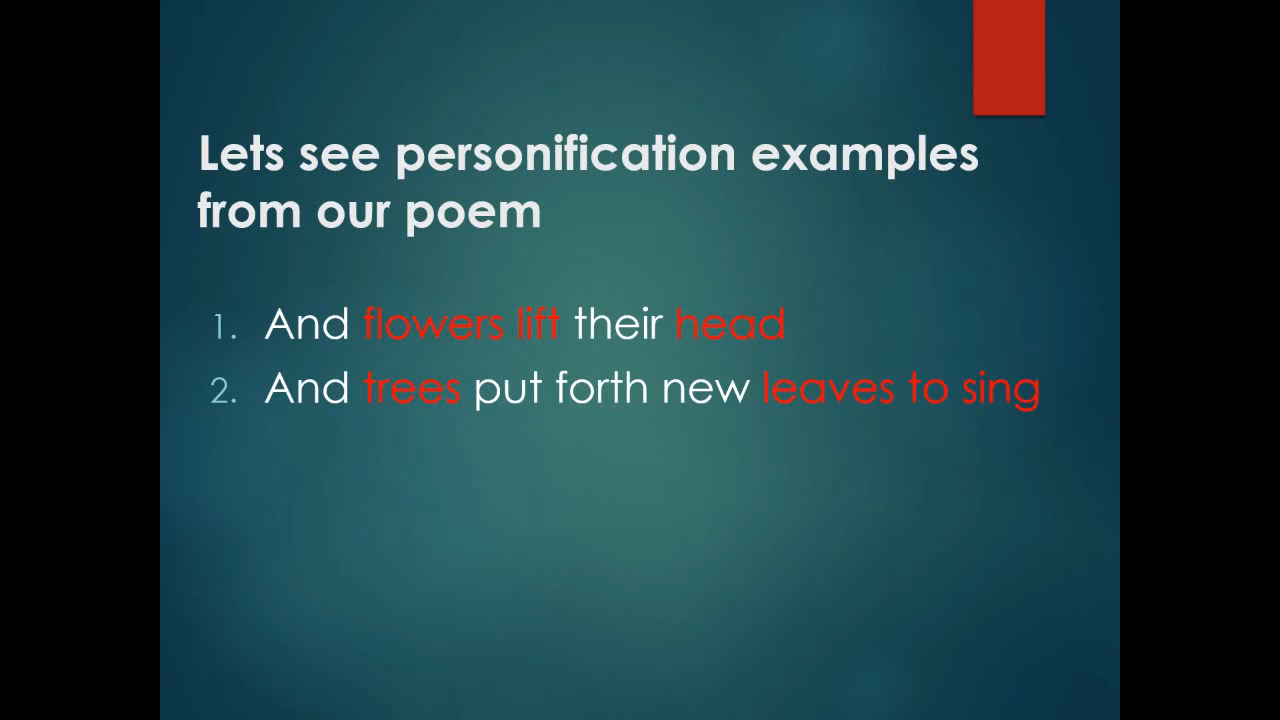 Lets see personification examples
from our poem
1. And flowers lift their head
2. And trees put forth new leaves to sing